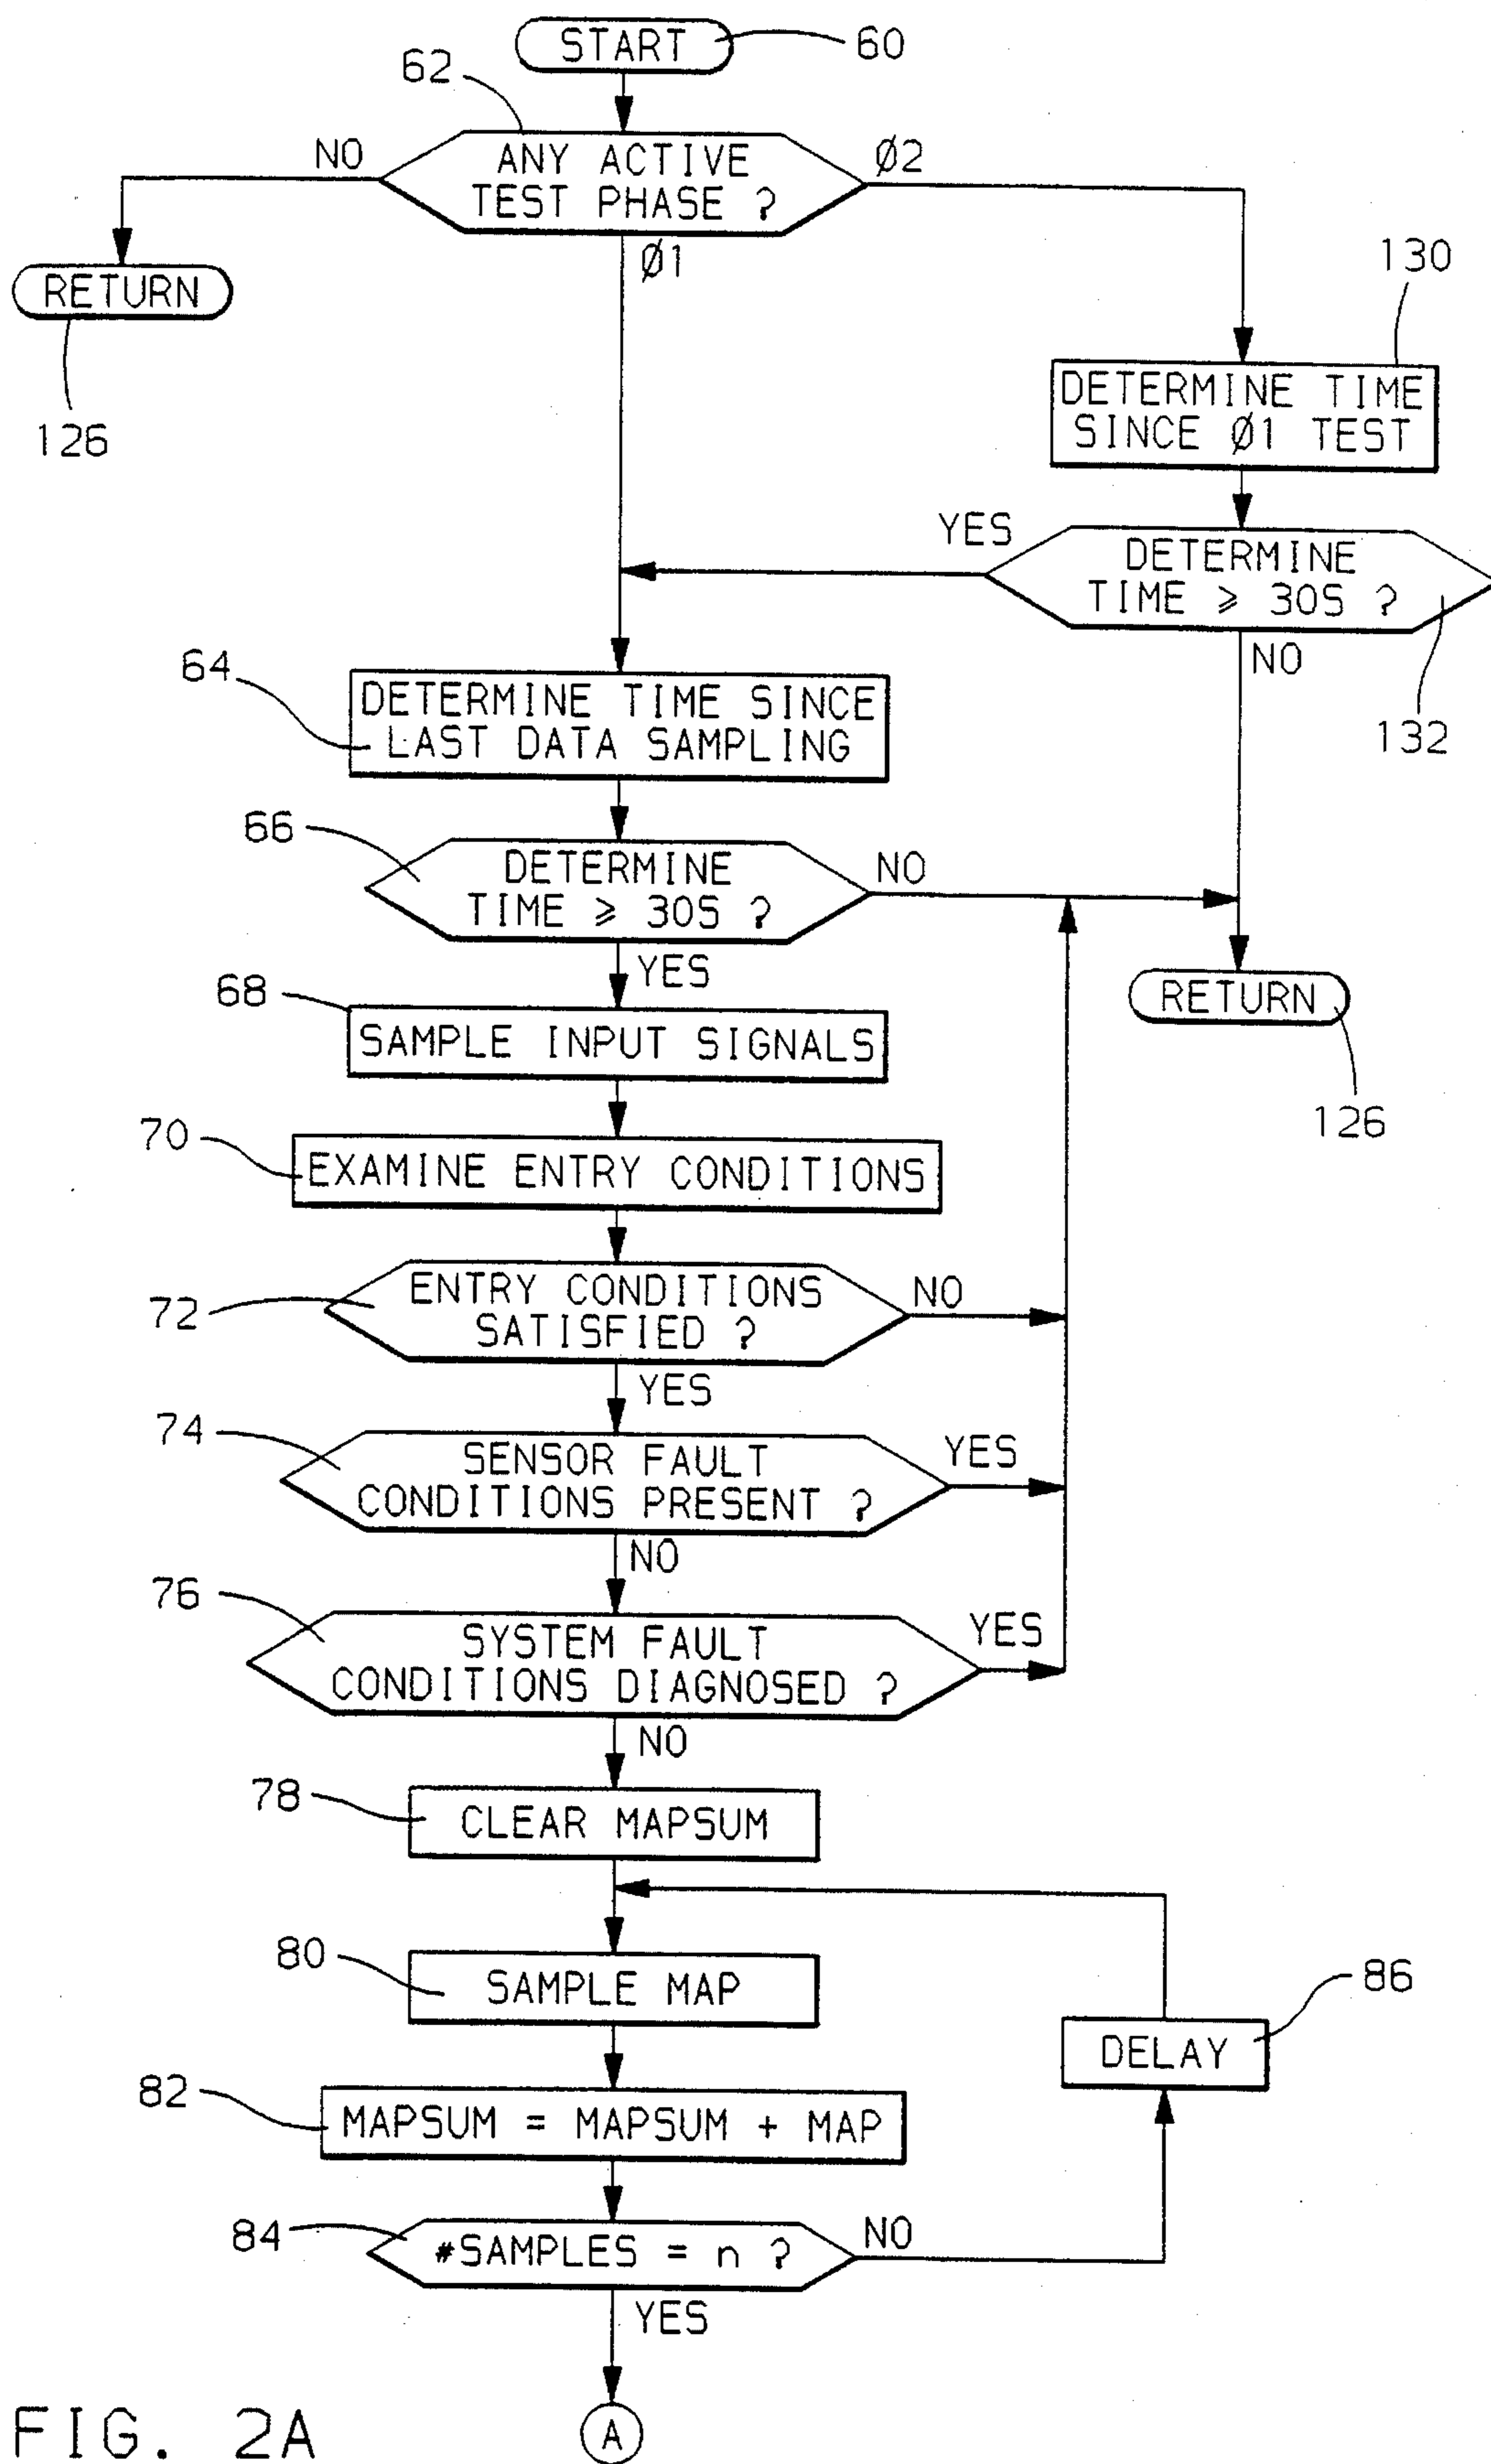 START
60
62
NO
ANY ACTIVE
TEST PHASE ?
Ø2
Ø1
RETURN
126
130
DETERMINE TIME
SINCE Ø1 TEST
YES
DETERMINE
TIME ≥ 30S ?
NO
132
64
DETERMINE TIME SINCE
LAST DATA SAMPLING
66
DETERMINE
TIME ≥ 30S ?
NO
YES
RETURN
126
68
SAMPLE INPUT SIGNALS
70
EXAMINE ENTRY CONDITIONS
72
ENTRY CONDITIONS
SATISFIED ?
NO
YES
74
SENSOR FAULT
CONDITIONS PRESENT ?
YES
NO
76
SYSTEM FAULT
CONDITIONS DIAGNOSED ?
YES
NO
78
CLEAR MAPSUM
80
SAMPLE MAP
86
DELAY
82
MAPSUM = MAPSUM + MAP
84
#SAMPLES = n ?
NO
YES
A
FIG. 2A